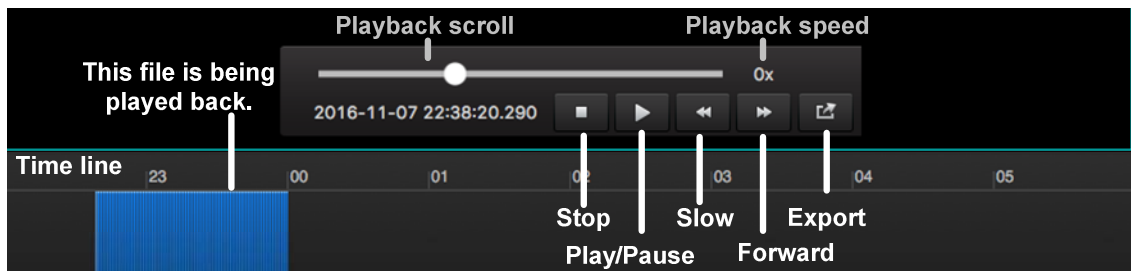 Playback scroll Playback speed
This file is being
played back.
0x
2016-11-07 22:38:20.290
Time line
23 00 01 02 03 04 05
Stop Slow Export
Play/Pause Forward